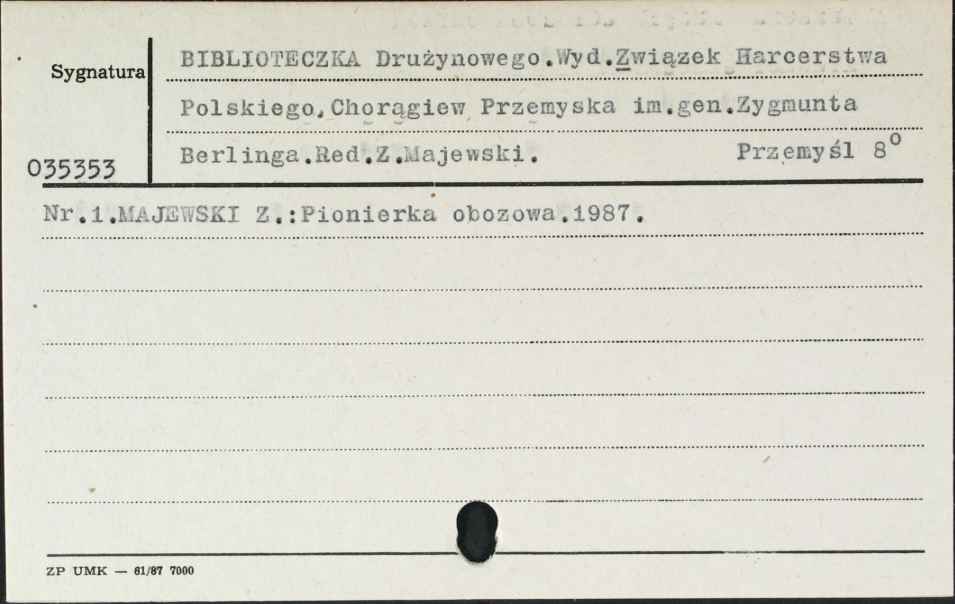 Sygnatura
BIBLIOTECZKA Drużynowego.Wyd.Związek Harcerstwa
Polskiego,Chorągiew Przemyska im.gen.Zygmunta
Berlinga.Red.Z.Majewski. Przemyśl 8⁰
035353
Nr.1.MAJEWSKI Z.:Pionierka obozowa.1987.
ZP UMK — 61/87 7000